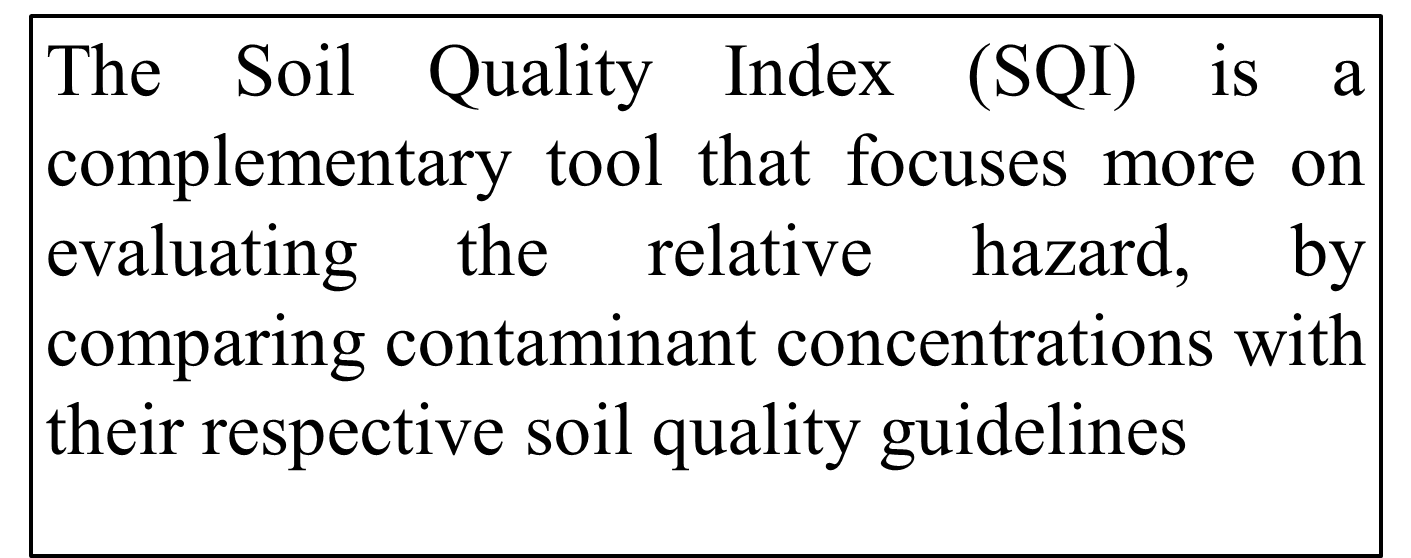 The Soil Quality Index (SQI) is a
complementary tool that focuses more on
evaluating the relative hazard, by
comparing contaminant concentrations with
their respective soil quality guidelines